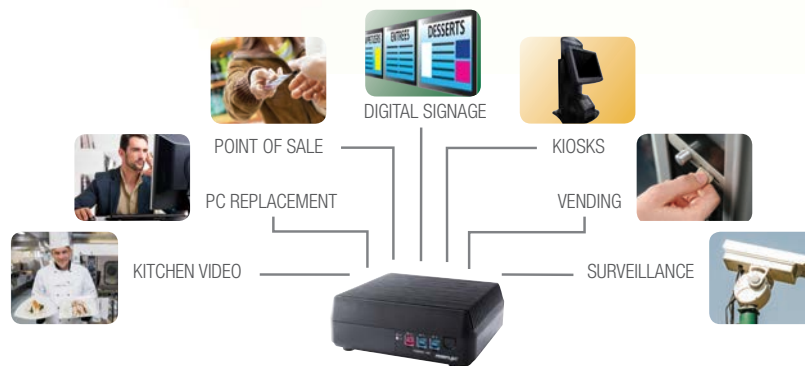 ENTREES
DESSERTS
DIGITAL SIGNAGE
POINT OF SALE
KIOSKS
PC REPLACEMENT
VENDING
KITCHEN VIDEO
SURVEILLANCE